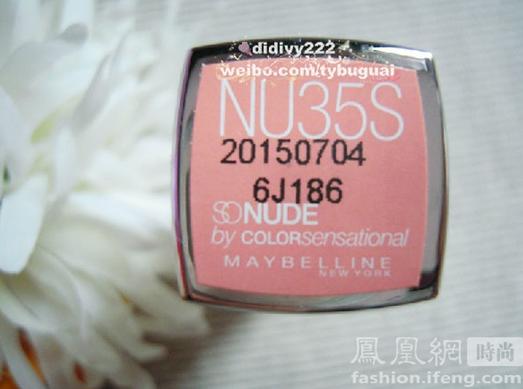 didivy222
weibo.com/tybuguai
NU35S
20150704
6J186
SO NUDE
by COLORsensational
MAYBELLINE
NEW YORK
鳳凰網 時尚
fashion.ifeng.com